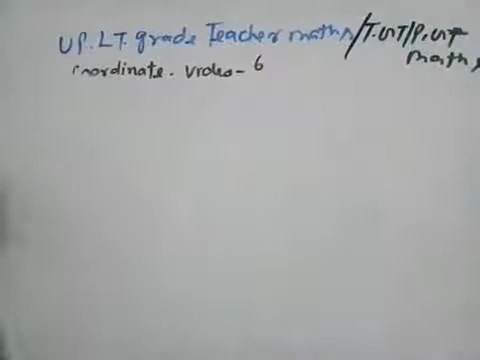 UP. LT. grade Teacher maths/T.GT/P.GT
maths
coordinate. video-6